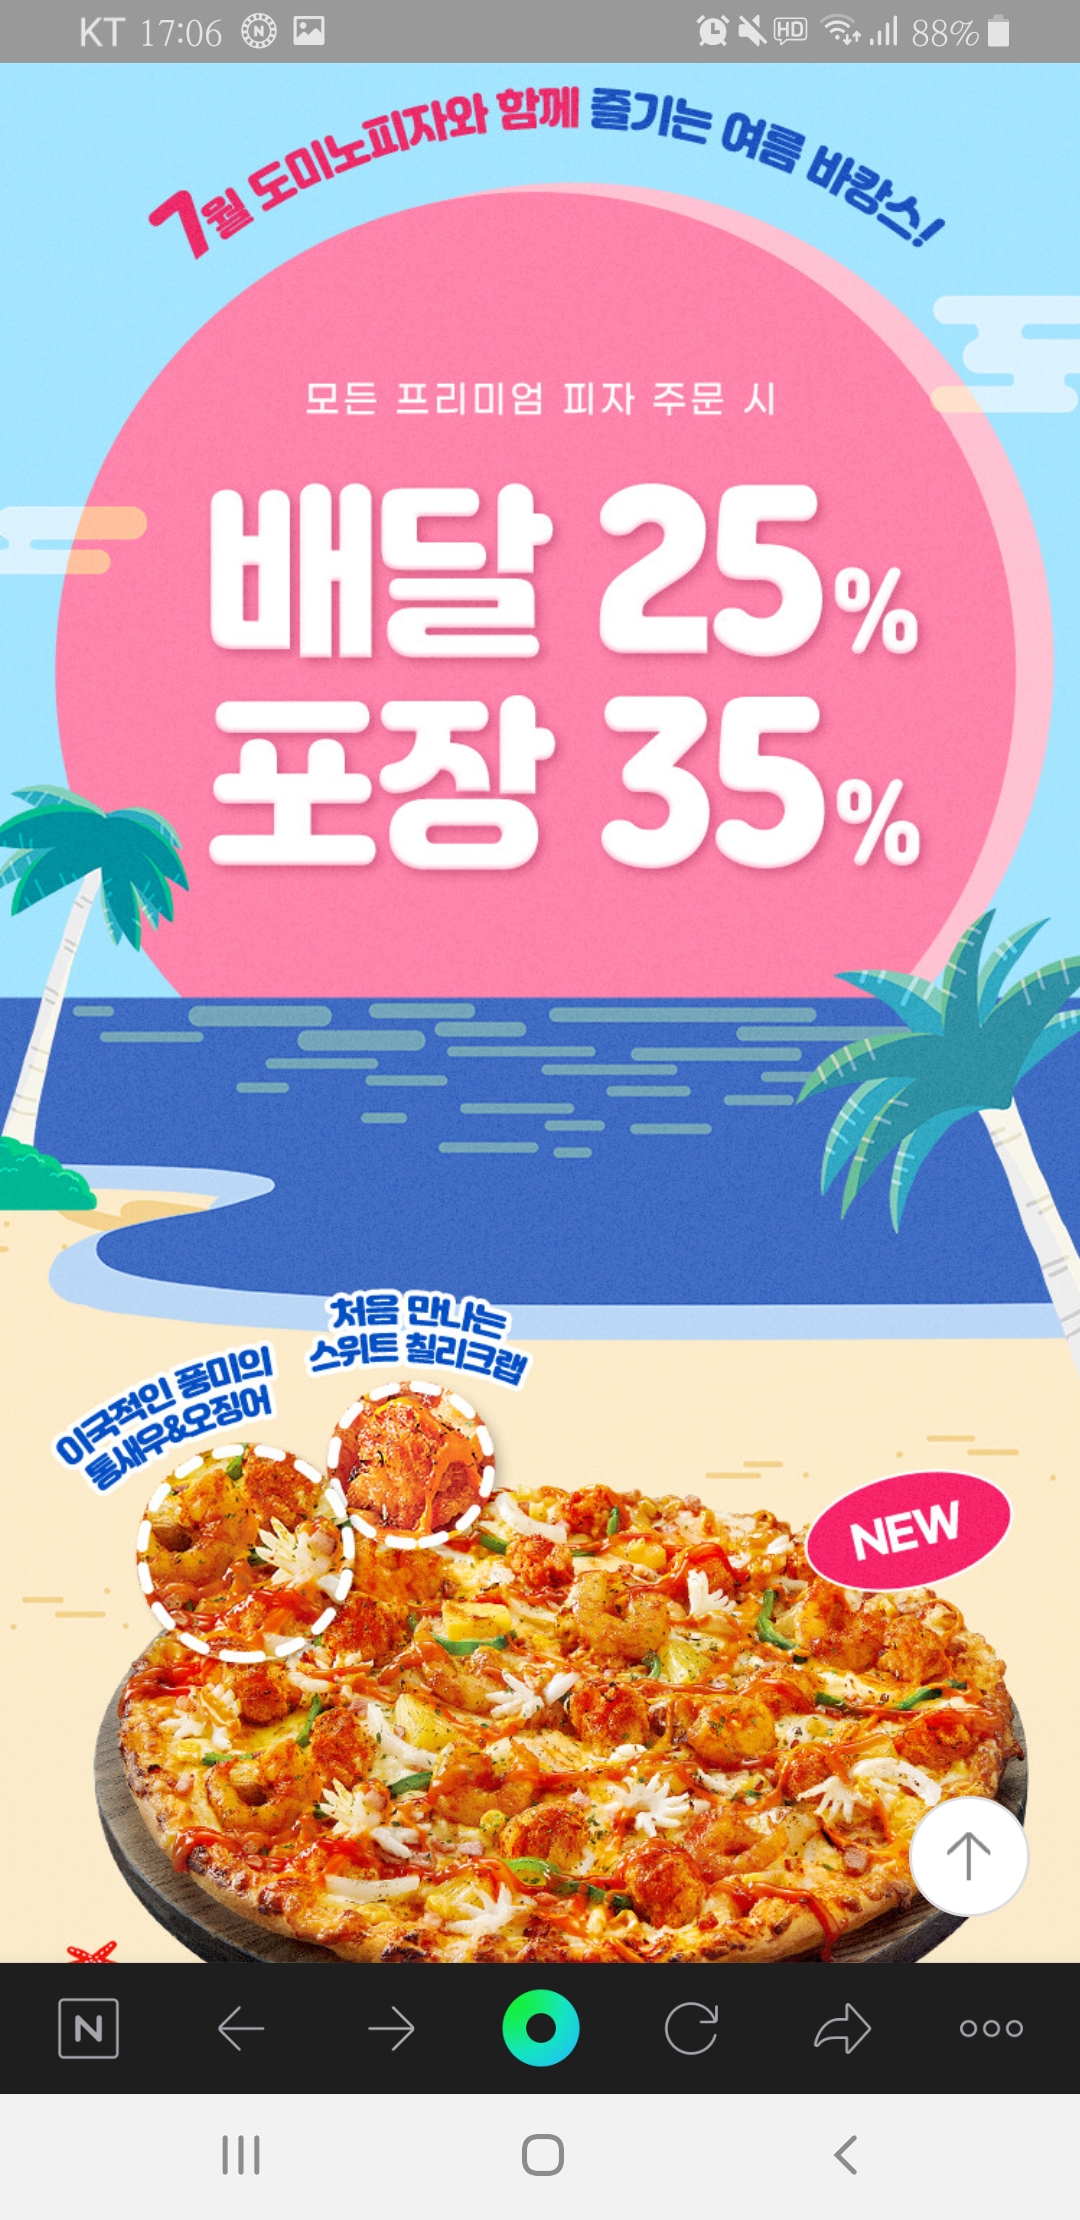 KT 17:06
HD
88%
7월 도미노피자와 함께 즐기는 여름 바캉스!
모든 프리미엄 피자 주문 시
배달 25%
포장 35%
처음 만나는
스위트 칠리크랩
이국적인 풍미의
통새우&오징어
NEW
N